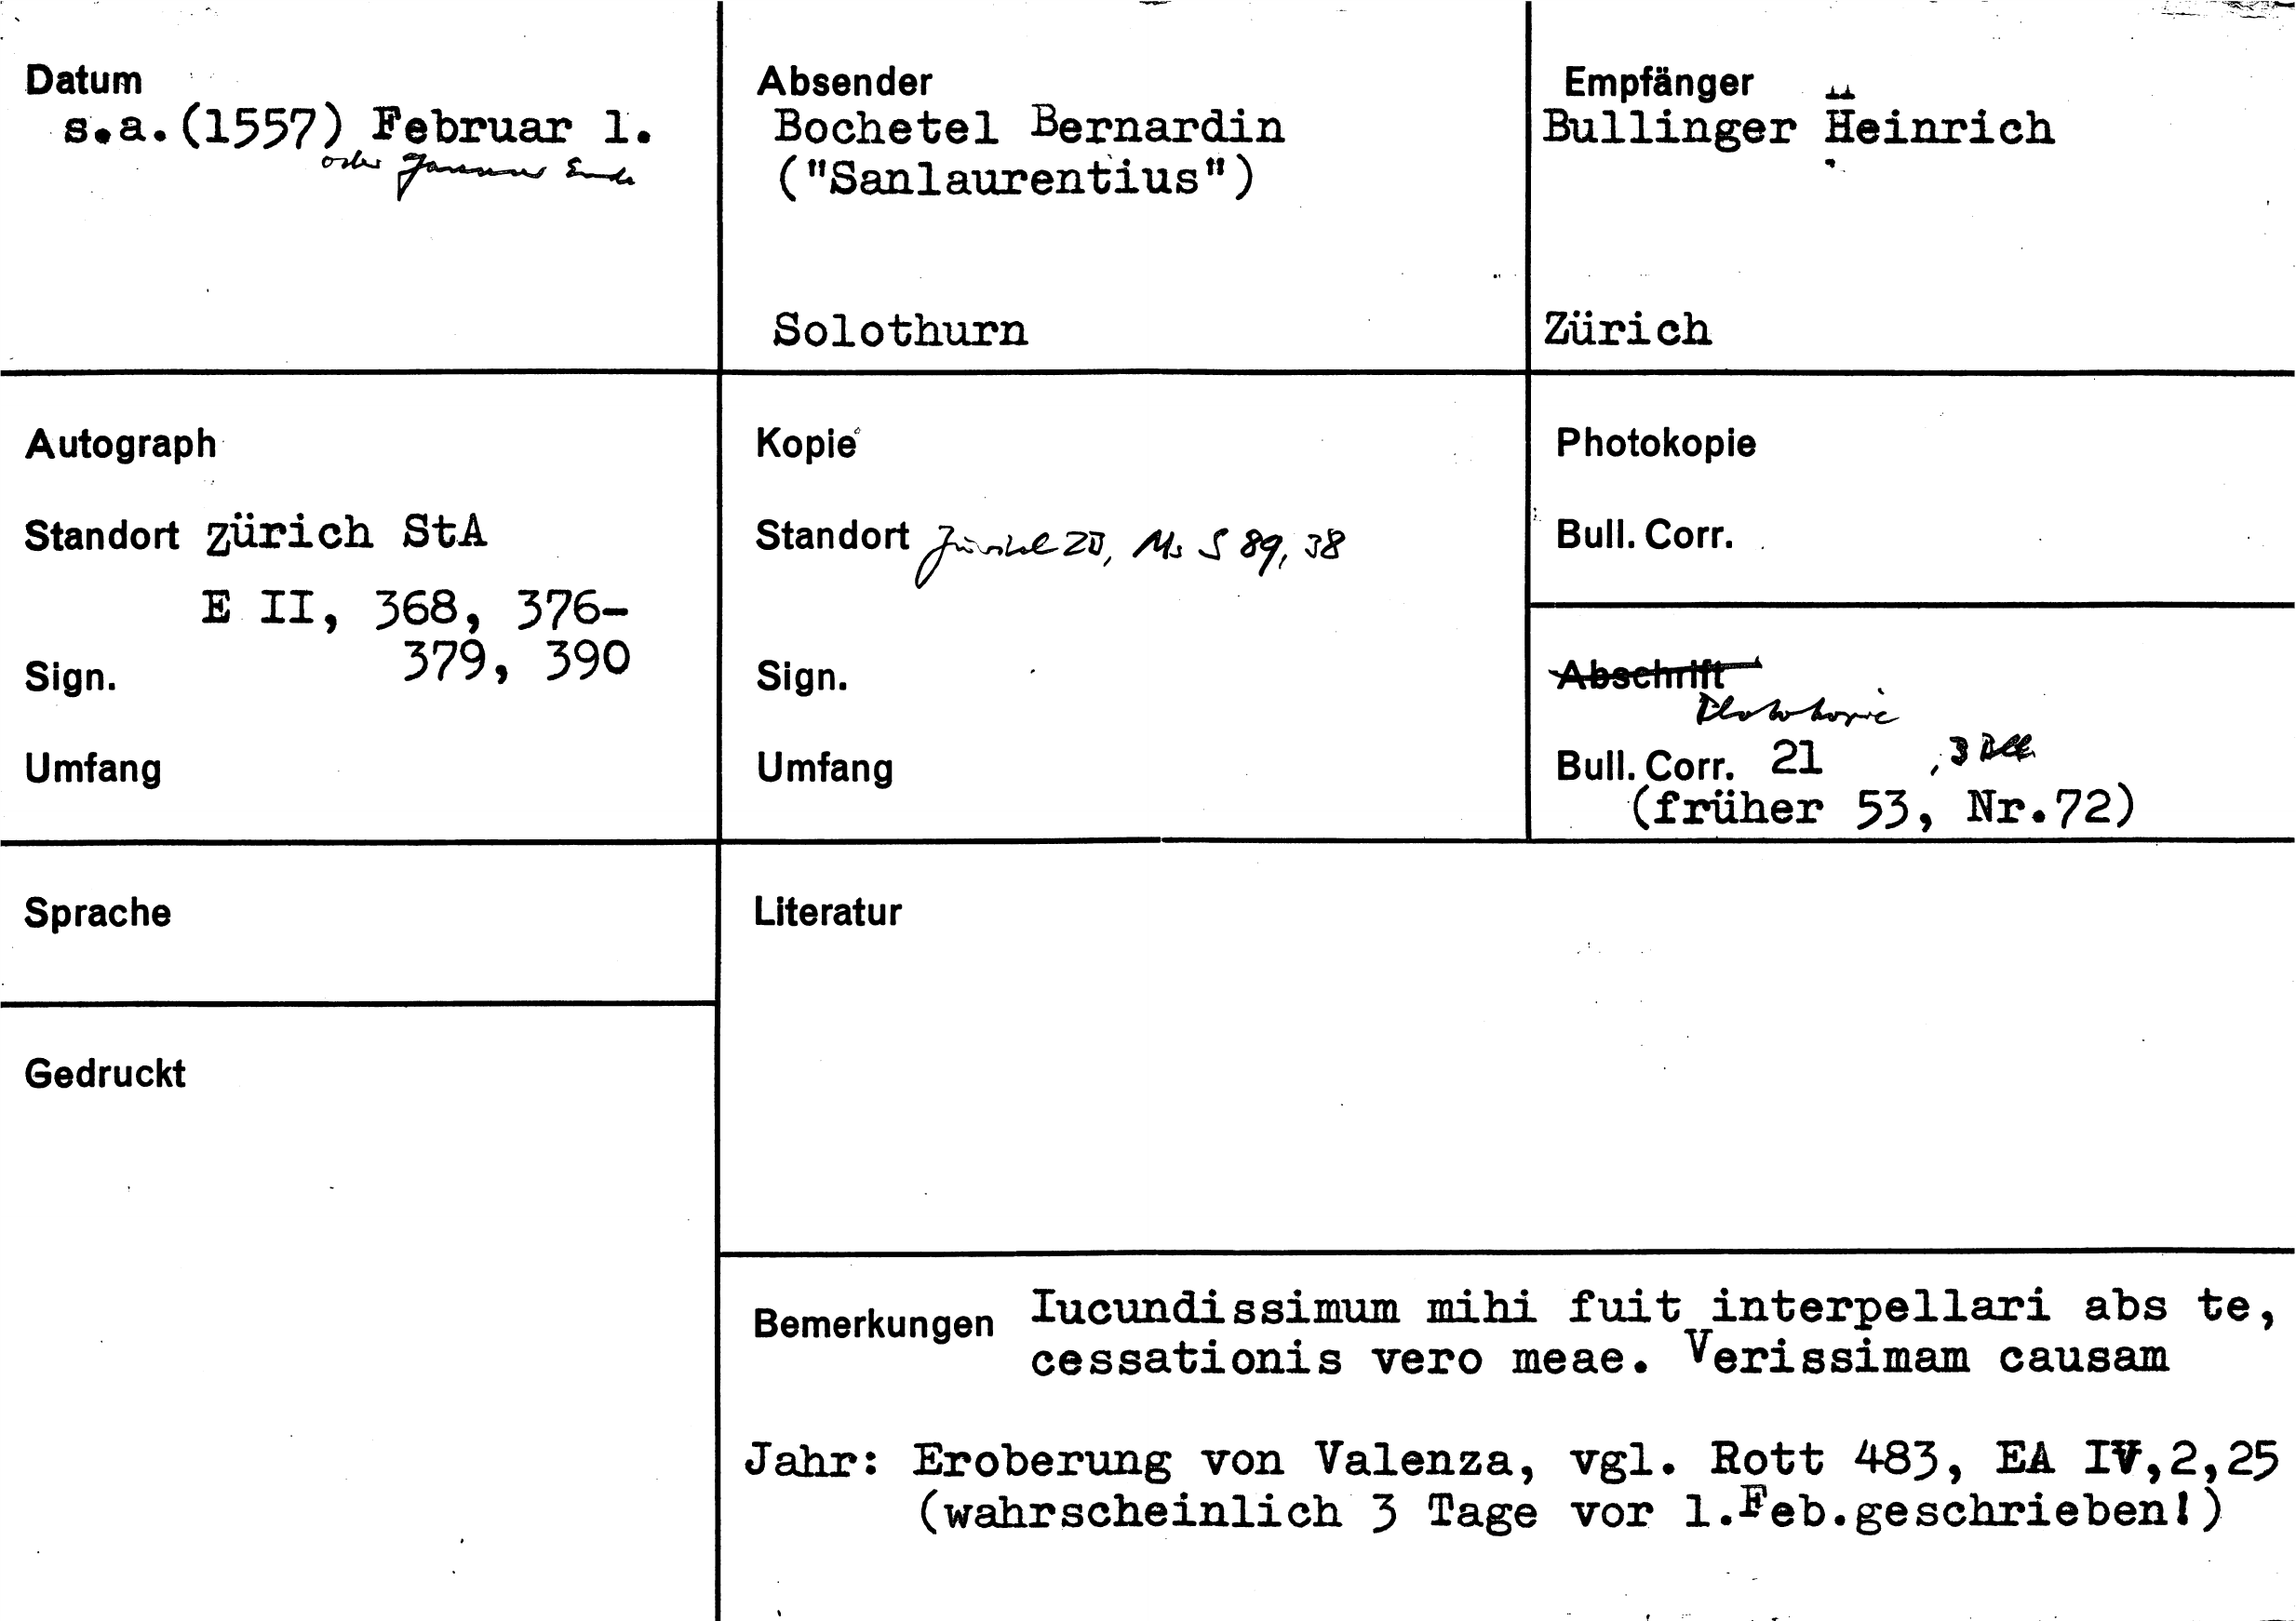 Datum
s.a.(1557) Februar 1.
oder Januar Ende
Absender
Bochetel Bernardin
("Sanlaurentius")
Solothurn
Empfänger
Bullinger Heinrich
Zürich
Autograph
Standort zürich StA
E II, 368, 376-
379, 390
Sign.
Umfang
Kopie
Standort Zürich ZB, Ms S 89, 38
Sign.
Umfang
Photokopie
Bull. Corr.
Abschrift
Photokopie
Bull. Corr. 21 , 3 Bll.
(früher 53, Nr.72)
Sprache
Gedruckt
Literatur
Bemerkungen Iucundissimum mihi fuit interpellari abs te,
cessationis vero meae. Verissimam causam
Jahr: Eroberung von Valenza, vgl. Rott 483, EA IV,2,25
(wahrscheinlich 3 Tage vor 1.Feb.geschrieben!)